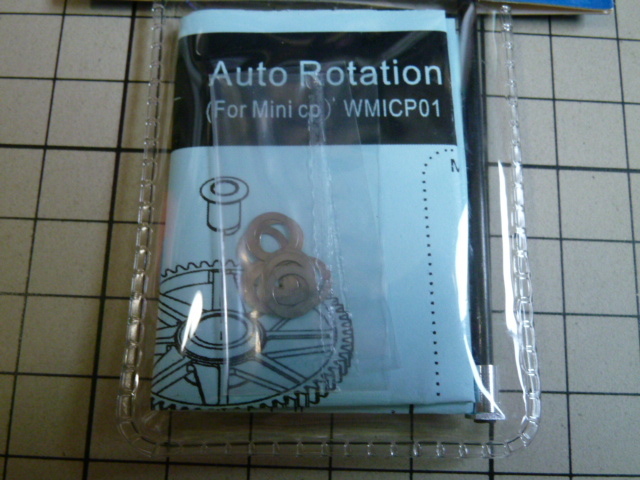 Auto Rotation
(For Mini cp) WMICP01